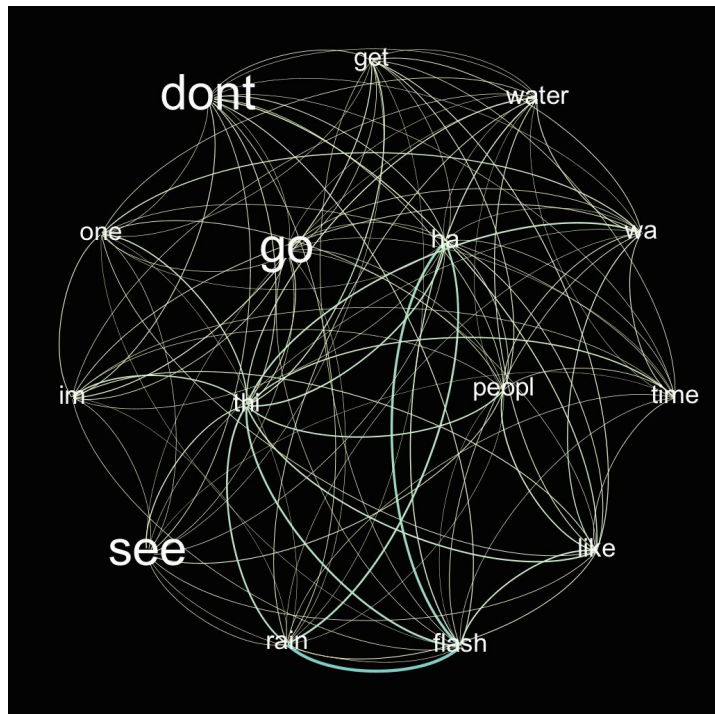 get
dont
water
one
go
ha
wa
im
thi
peopl
time
see
like
rain
flash